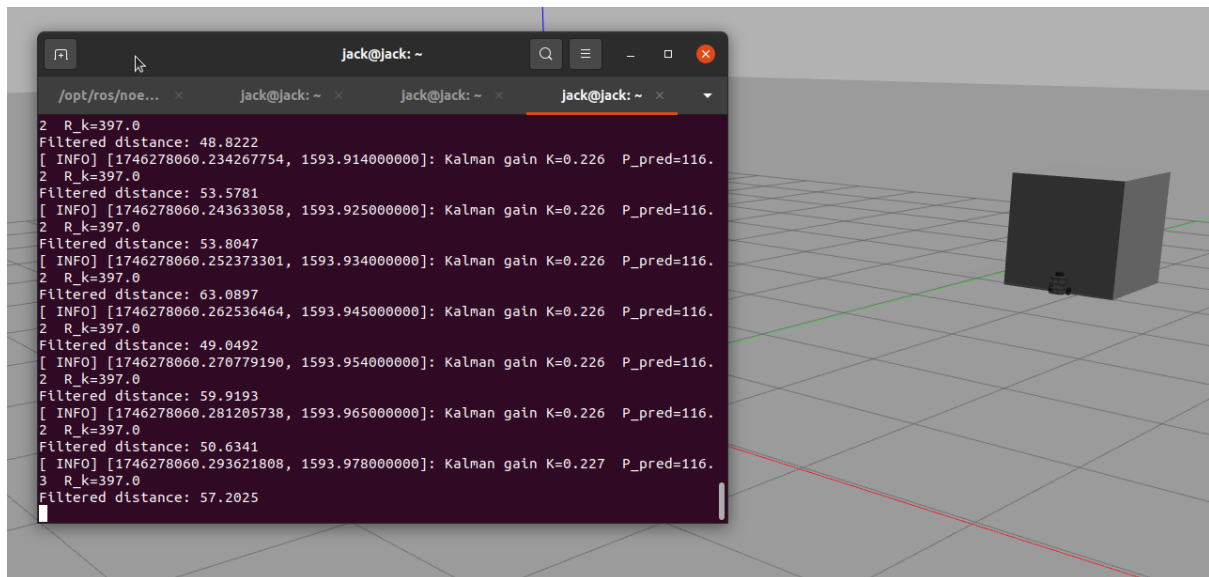 jack@jack: ~
/opt/ros/noe... jack@jack: ~ jack@jack: ~ jack@jack: ~
2 R_k=397.0
Filtered distance: 48.8222
[ INFO] [1746278060.234267754, 1593.914000000]: Kalman gain K=0.226 P_pred=116.
2 R_k=397.0
Filtered distance: 53.5781
[ INFO] [1746278060.243633058, 1593.925000000]: Kalman gain K=0.226 P_pred=116.
2 R_k=397.0
Filtered distance: 53.8047
[ INFO] [1746278060.252373301, 1593.934000000]: Kalman gain K=0.226 P_pred=116.
2 R_k=397.0
Filtered distance: 63.0897
[ INFO] [1746278060.262536464, 1593.945000000]: Kalman gain K=0.226 P_pred=116.
2 R_k=397.0
Filtered distance: 49.0492
[ INFO] [1746278060.270779190, 1593.954000000]: Kalman gain K=0.226 P_pred=116.
2 R_k=397.0
Filtered distance: 59.9193
[ INFO] [1746278060.281205738, 1593.965000000]: Kalman gain K=0.226 P_pred=116.
2 R_k=397.0
Filtered distance: 50.6341
[ INFO] [1746278060.293621808, 1593.978000000]: Kalman gain K=0.227 P_pred=116.
3 R_k=397.0
Filtered distance: 57.2025